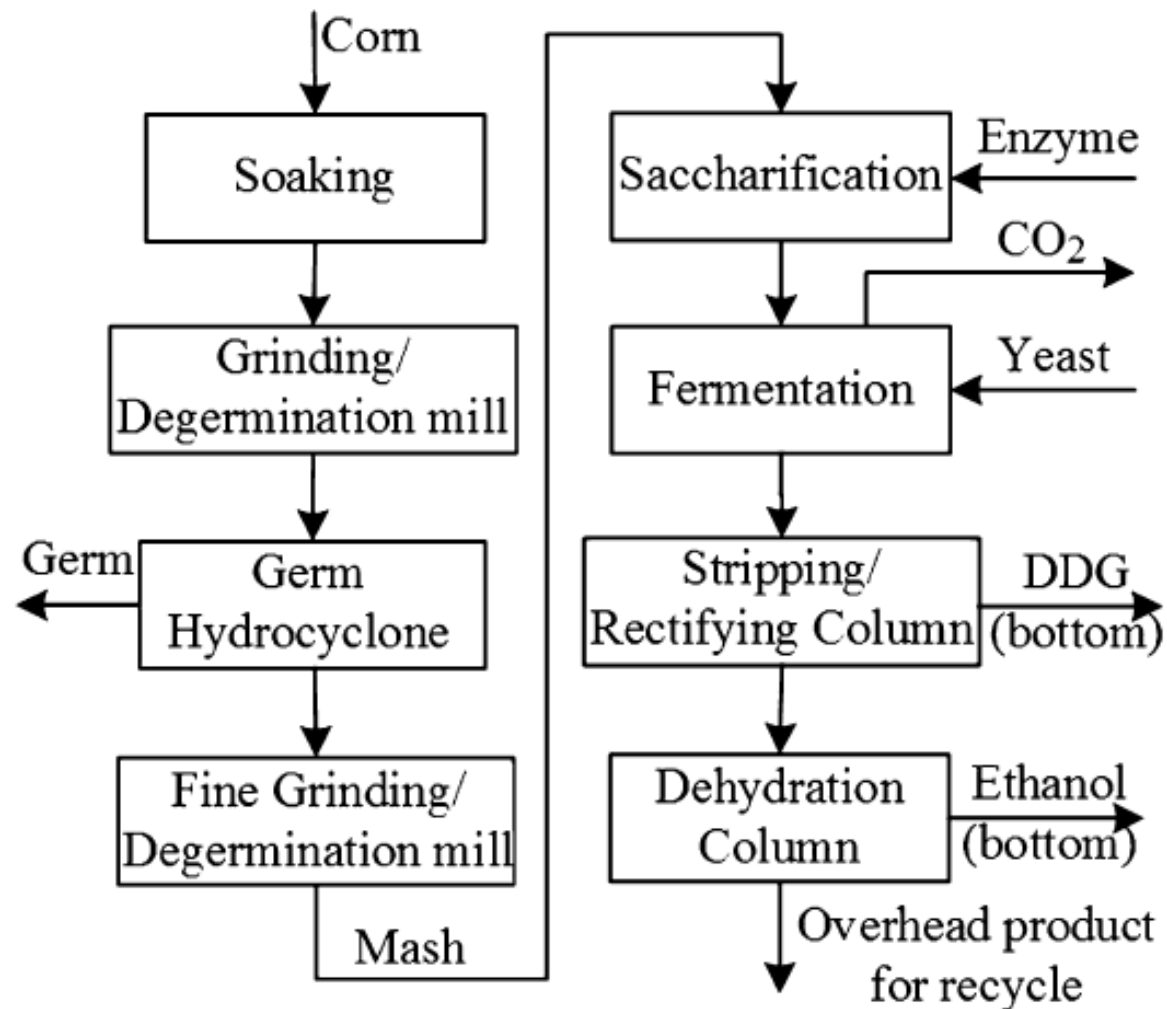 Corn
Soaking
Grinding/
Degermination mill
Germ
Germ
Hydrocyclone
Fine Grinding/
Degermination mill
Mash
Saccharification
Enzyme
CO₂
Fermentation
Yeast
Stripping/
Rectifying Column
DDG
(bottom)
Dehydration
Column
Ethanol
(bottom)
Overhead product
for recycle